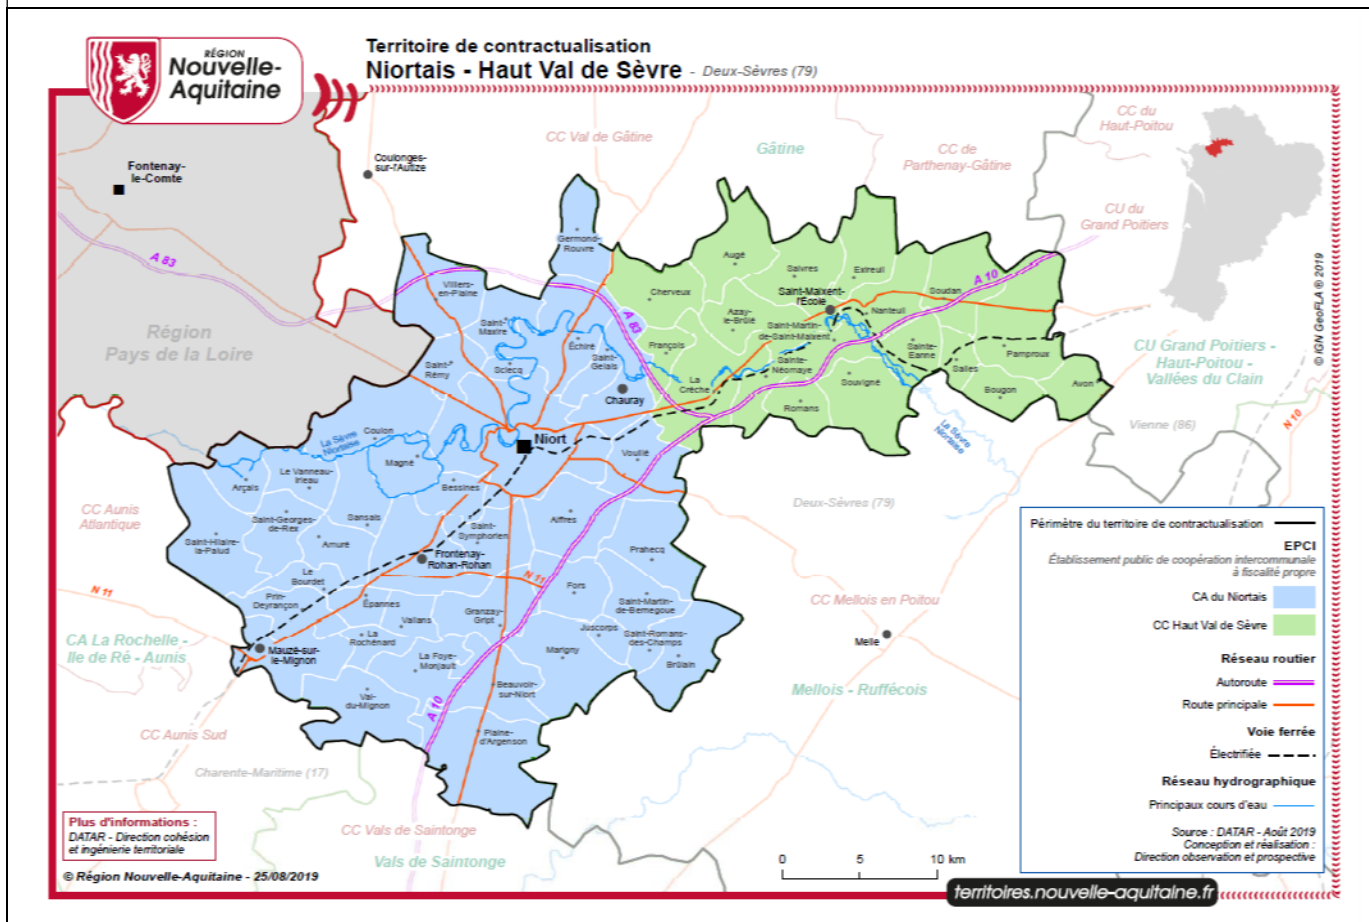 RÉGION
Nouvelle-
Aquitaine
Territoire de contractualisation
Niortais - Haut Val de Sèvre - Deux-Sèvres (79)
CC du
Haut-Poitou
CC Val de Gâtine
Gâtine
CC de
Parthenay-Gâtine
Coulonges-
sur-l'Autize
Fontenay-
le-Comte
CU du
Grand Poitiers
A 83
Germond-
Rouvre
Augé
Saivres
Exireuil
A 10
Villiers-
en-Plaine
Cherveux
Saint-Maixent-
l'École
Soudan
Nanteuil
Azay-
le-Brûlé
Saint-Martin-
de-Saint-Maixent
A 83
Saint-
Maxire
Échiré
Saint-
Gelais
François
Sainte-
Eanne
Pamproux
Région
Pays de la Loire
Saint-
Rémy
Sciecq
Sainte-
Néomaye
Salles
La
Crèche
Souvigné
Bougon
Avon
Chauray
Romans
CU Grand Poitiers -
Haut-Poitou -
Vallées du Clain
© IGN GeoFLA ® 2019
Vienne (86)
N 10
La Sèvre
Niortaise
Coulon
Niort
La Sèvre
Niortaise
Magné
Vouillé
Le Vanneau-
Irleau
Arçais
Bessines
CC Aunis
Atlantique
Saint-Georges-
de-Rex
Sansais
Saint-
Symphorien
Aiffres
Deux-Sèvres (79)
Saint-Hilaire-
la-Palud
Amuré
Frontenay-
Rohan-Rohan
Prahecq
Le
Bourdet
N 11
N 11
Fors
Prin-
Deyrançon
Épannes
Vallans
Granzay-
Gript
Saint-Martin-
de-Bernegoue
CC Mellois en Poitou
CA La Rochelle -
Ile de Ré - Aunis
La
Rochénard
Juscorps
Saint-Romans-
des-Champs
Melle
Mauzé-sur-
le-Mignon
La Foye-
Monjault
Marigny
Brûlain
Val-
du-Mignon
Beauvoir-
sur-Niort
Mellois - Ruffécois
A 10
Plaine-
d'Argenson
CC Aunis Sud
Charente-Maritime (17)
CC Vals de Saintonge
Vals de Saintonge
Périmètre du territoire de contractualisation
EPCI
Établissement public de coopération intercommunale
à fiscalité propre
CA du Niortais
CC Haut Val de Sèvre
Réseau routier
Autoroute
Route principale
Voie ferrée
Électrifiée
Réseau hydrographique
Principaux cours d'eau
Source : DATAR - Août 2019
Conception et réalisation :
Direction observation et prospective
Plus d'informations :
DATAR - Direction cohésion
et ingénierie territoriale
© Région Nouvelle-Aquitaine - 25/08/2019
0 5 10 km
territoires.nouvelle-aquitaine.fr